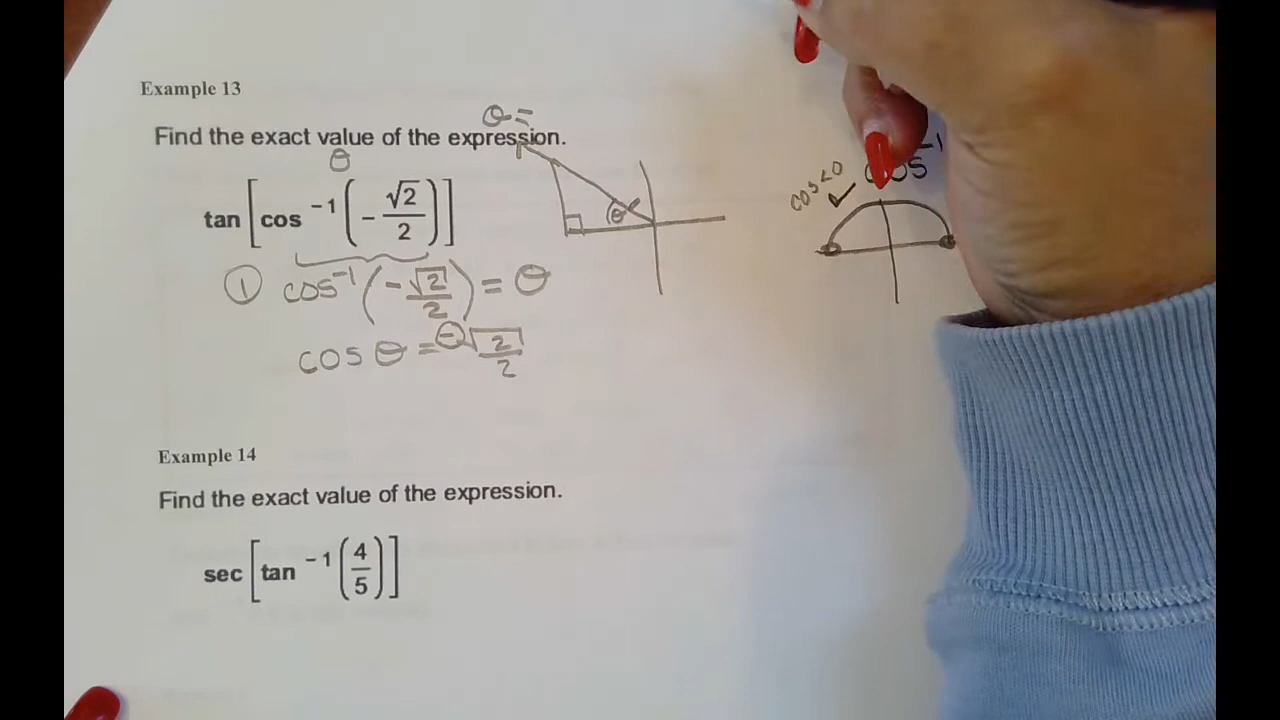 Example 13
θ =
Find the exact value of the expression.
θ
tan [cos ⁻¹ (- √2/2)]
θ
cos⁻¹
cos<0
① cos⁻¹ (- √2/2) = θ
cos θ = - √2/2
Example 14
Find the exact value of the expression.
sec [tan ⁻¹ (4/5)]